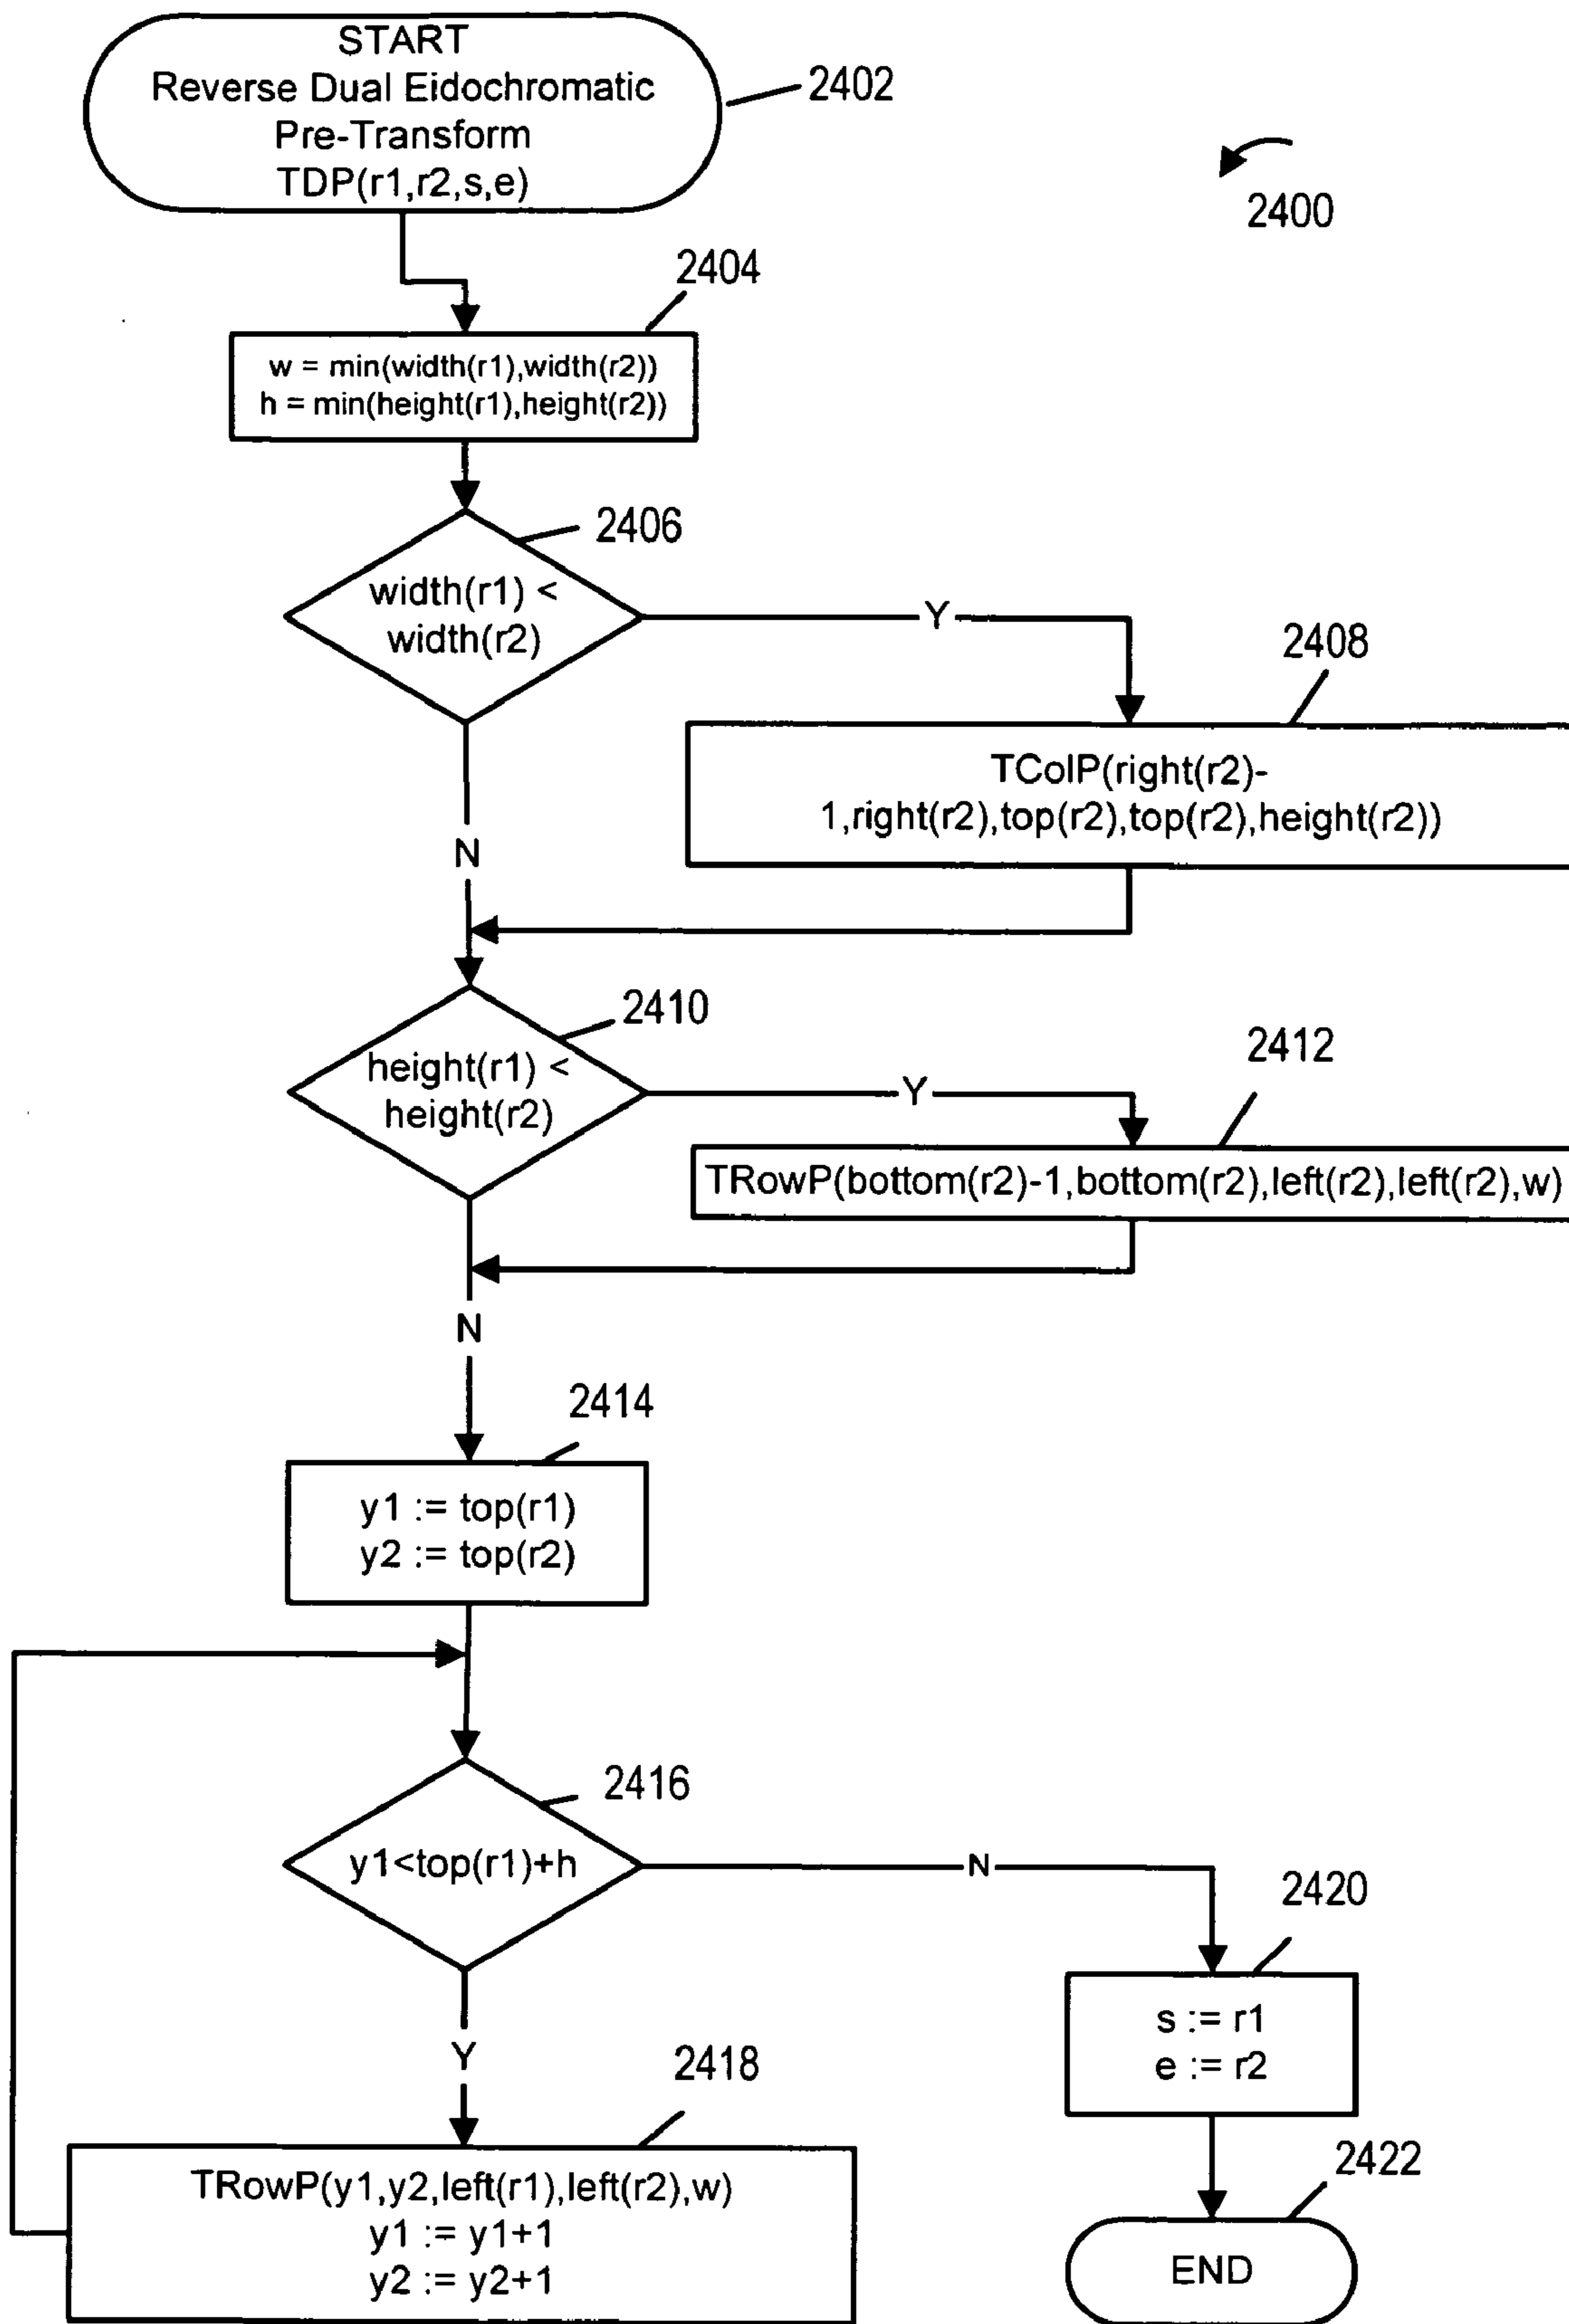 START
Reverse Dual Eidochromatic
Pre-Transform
TDP(r1,r2,s,e)
2402
2400
2404
w = min(width(r1),width(r2))
h = min(height(r1),height(r2))
2406
width(r1) <
width(r2)
Y
2408
TColP(right(r2)-
1,right(r2),top(r2),top(r2),height(r2))
N
2410
height(r1) <
height(r2)
Y
2412
TRowP(bottom(r2)-1,bottom(r2),left(r2),left(r2),w)
N
2414
y1 := top(r1)
y2 := top(r2)
2416
y1<top(r1)+h
N
2420
s := r1
e := r2
Y
2418
TRowP(y1,y2,left(r1),left(r2),w)
y1 := y1+1
y2 := y2+1
2422
END